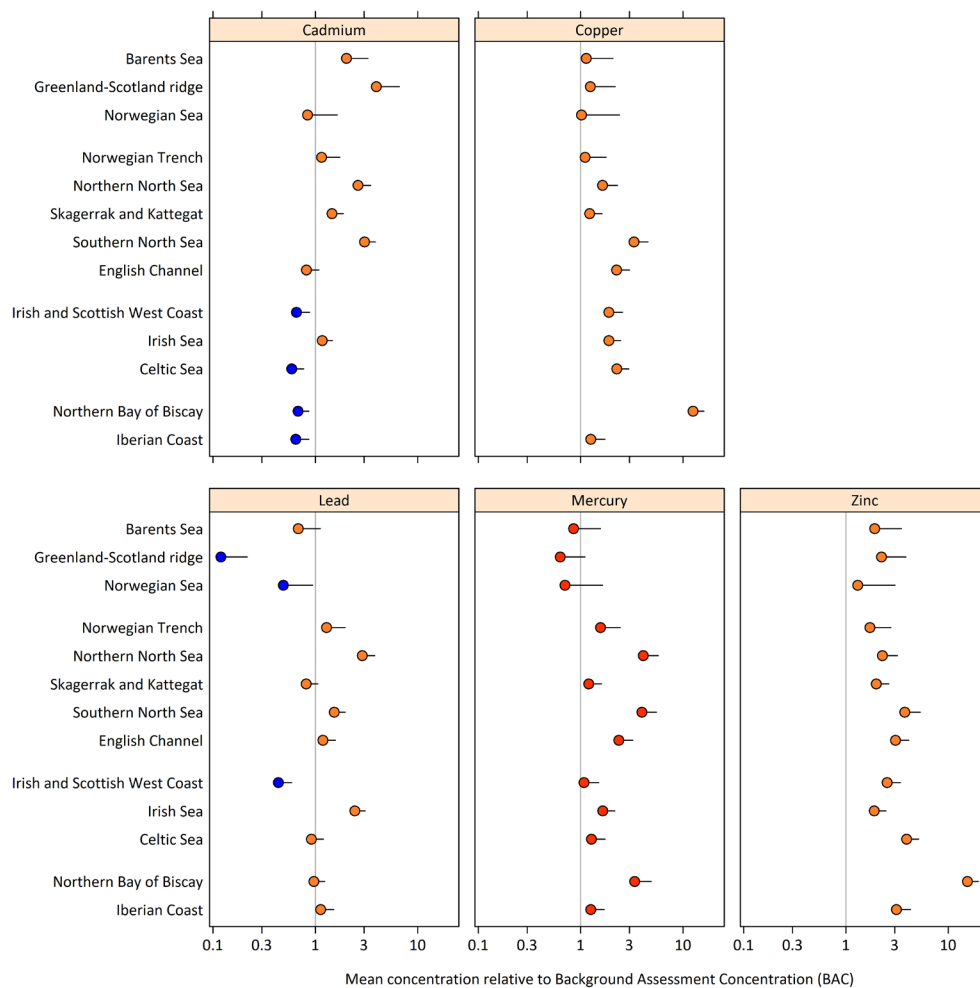 Cadmium
Copper
Barents Sea
Greenland-Scotland ridge
Norwegian Sea
Norwegian Trench
Northern North Sea
Skagerrak and Kattegat
Southern North Sea
English Channel
Irish and Scottish West Coast
Irish Sea
Celtic Sea
Northern Bay of Biscay
Iberian Coast
Lead
Mercury
Zinc
Barents Sea
Greenland-Scotland ridge
Norwegian Sea
Norwegian Trench
Northern North Sea
Skagerrak and Kattegat
Southern North Sea
English Channel
Irish and Scottish West Coast
Irish Sea
Celtic Sea
Northern Bay of Biscay
Iberian Coast
0.1 0.3 1 3 10
0.1 0.3 1 3 10
0.1 0.3 1 3 10
Mean concentration relative to Background Assessment Concentration (BAC)